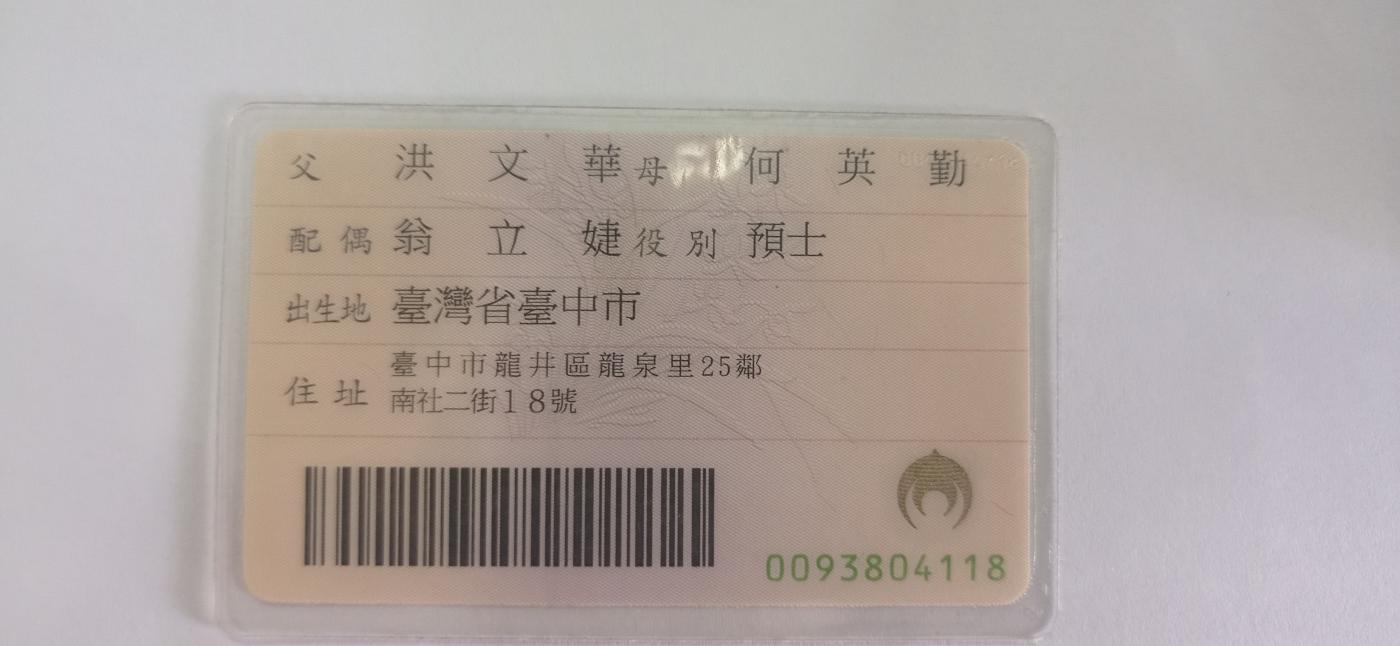 父 洪文華 母 何英勤
配偶 翁立婕 役別 預士
出生地 臺灣省臺中市
住址 臺中市龍井區龍泉里25鄰
南社二街18號
0093804118